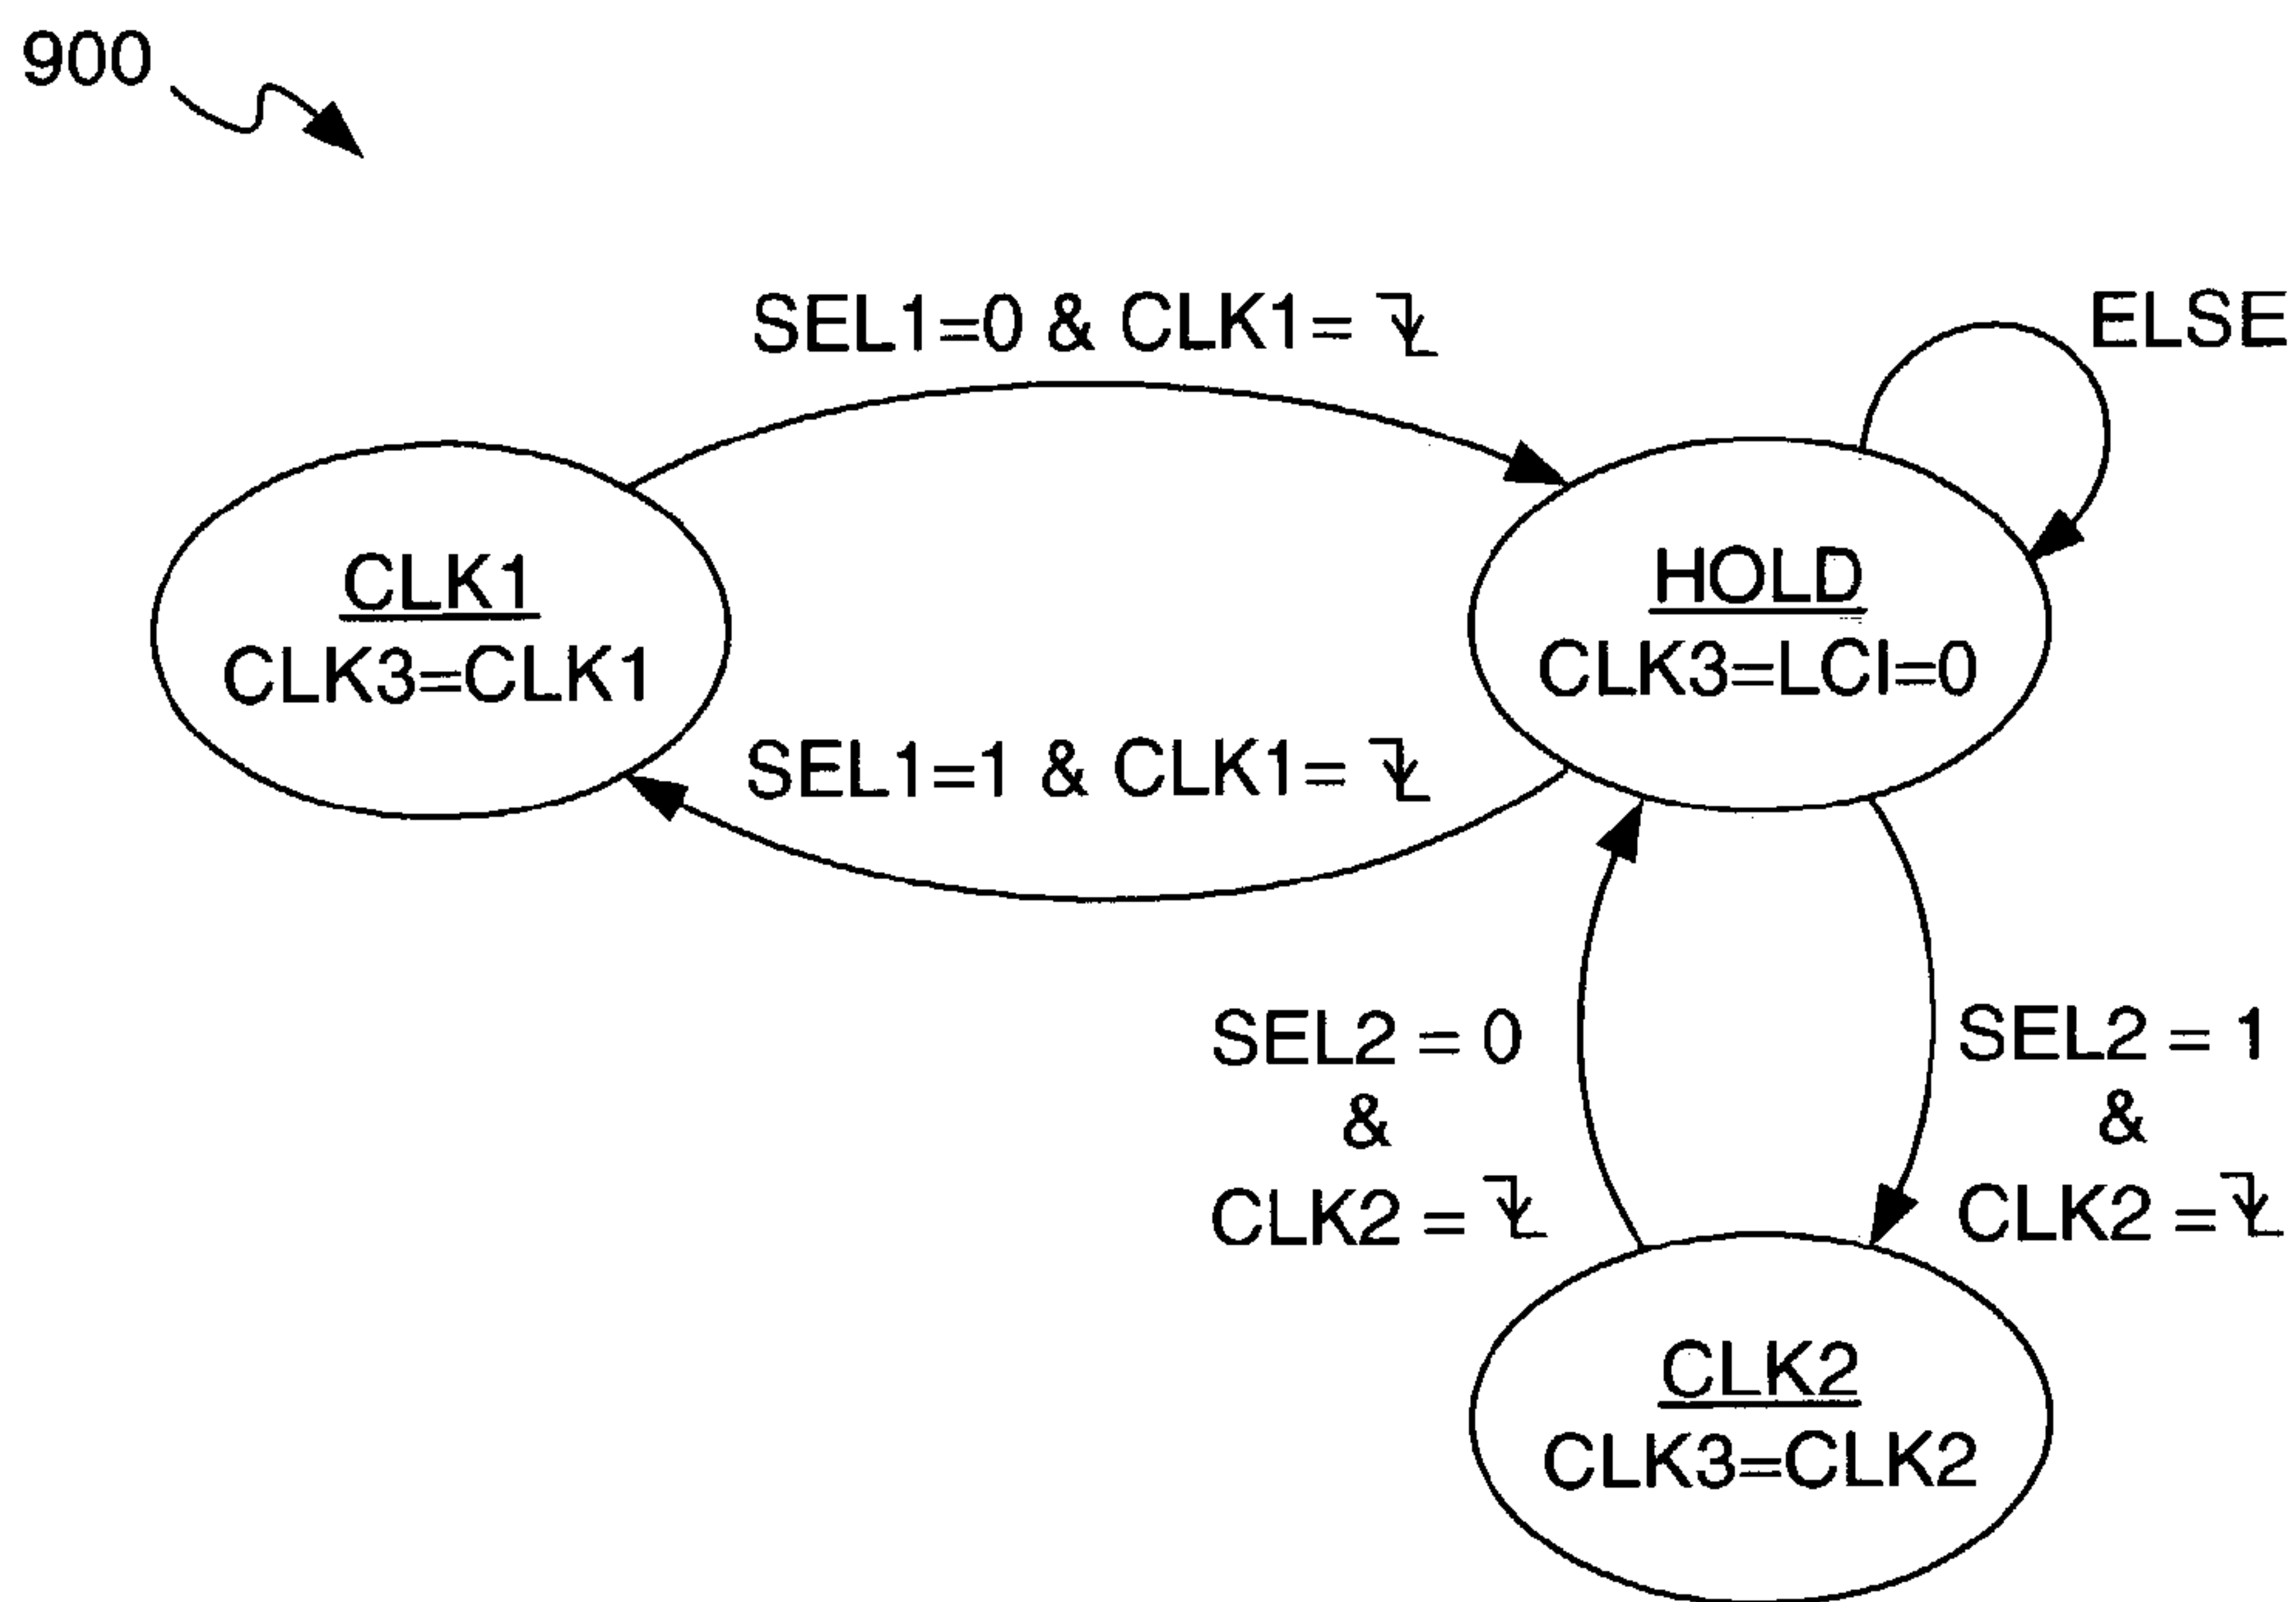 900
SEL1=0 & CLK1= ↓
ELSE
CLK1
CLK3=CLK1
HOLD
CLK3=LCI=0
SEL1=1 & CLK1= ↓
SEL2 = 0
&
CLK2 = ↓
SEL2 = 1
&
CLK2 = ↓
CLK2
CLK3=CLK2